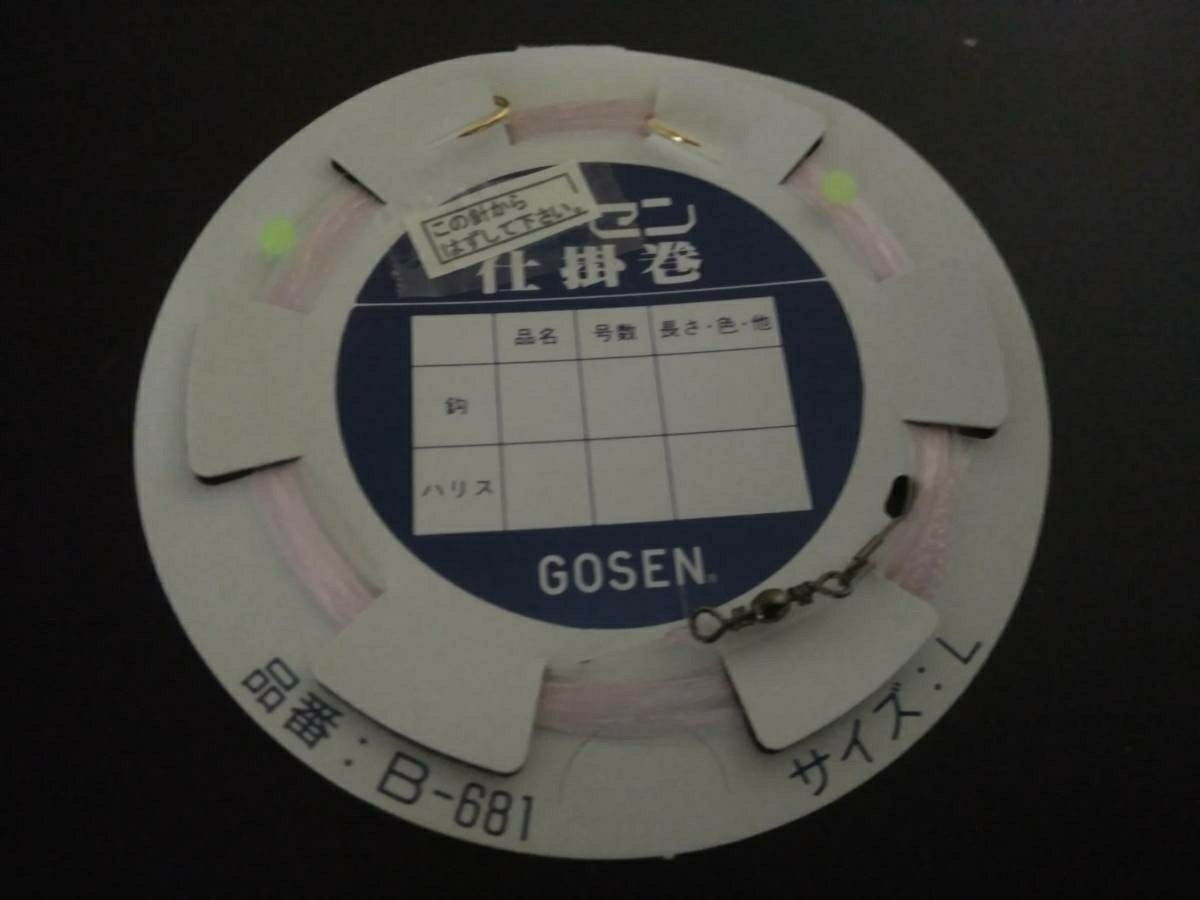 この針から
はずして下さい。
セン
仕掛巻
品名 号数 長さ・色・他
鈎
ハリス
GOSEN®
品番：B-681
サイズ：L